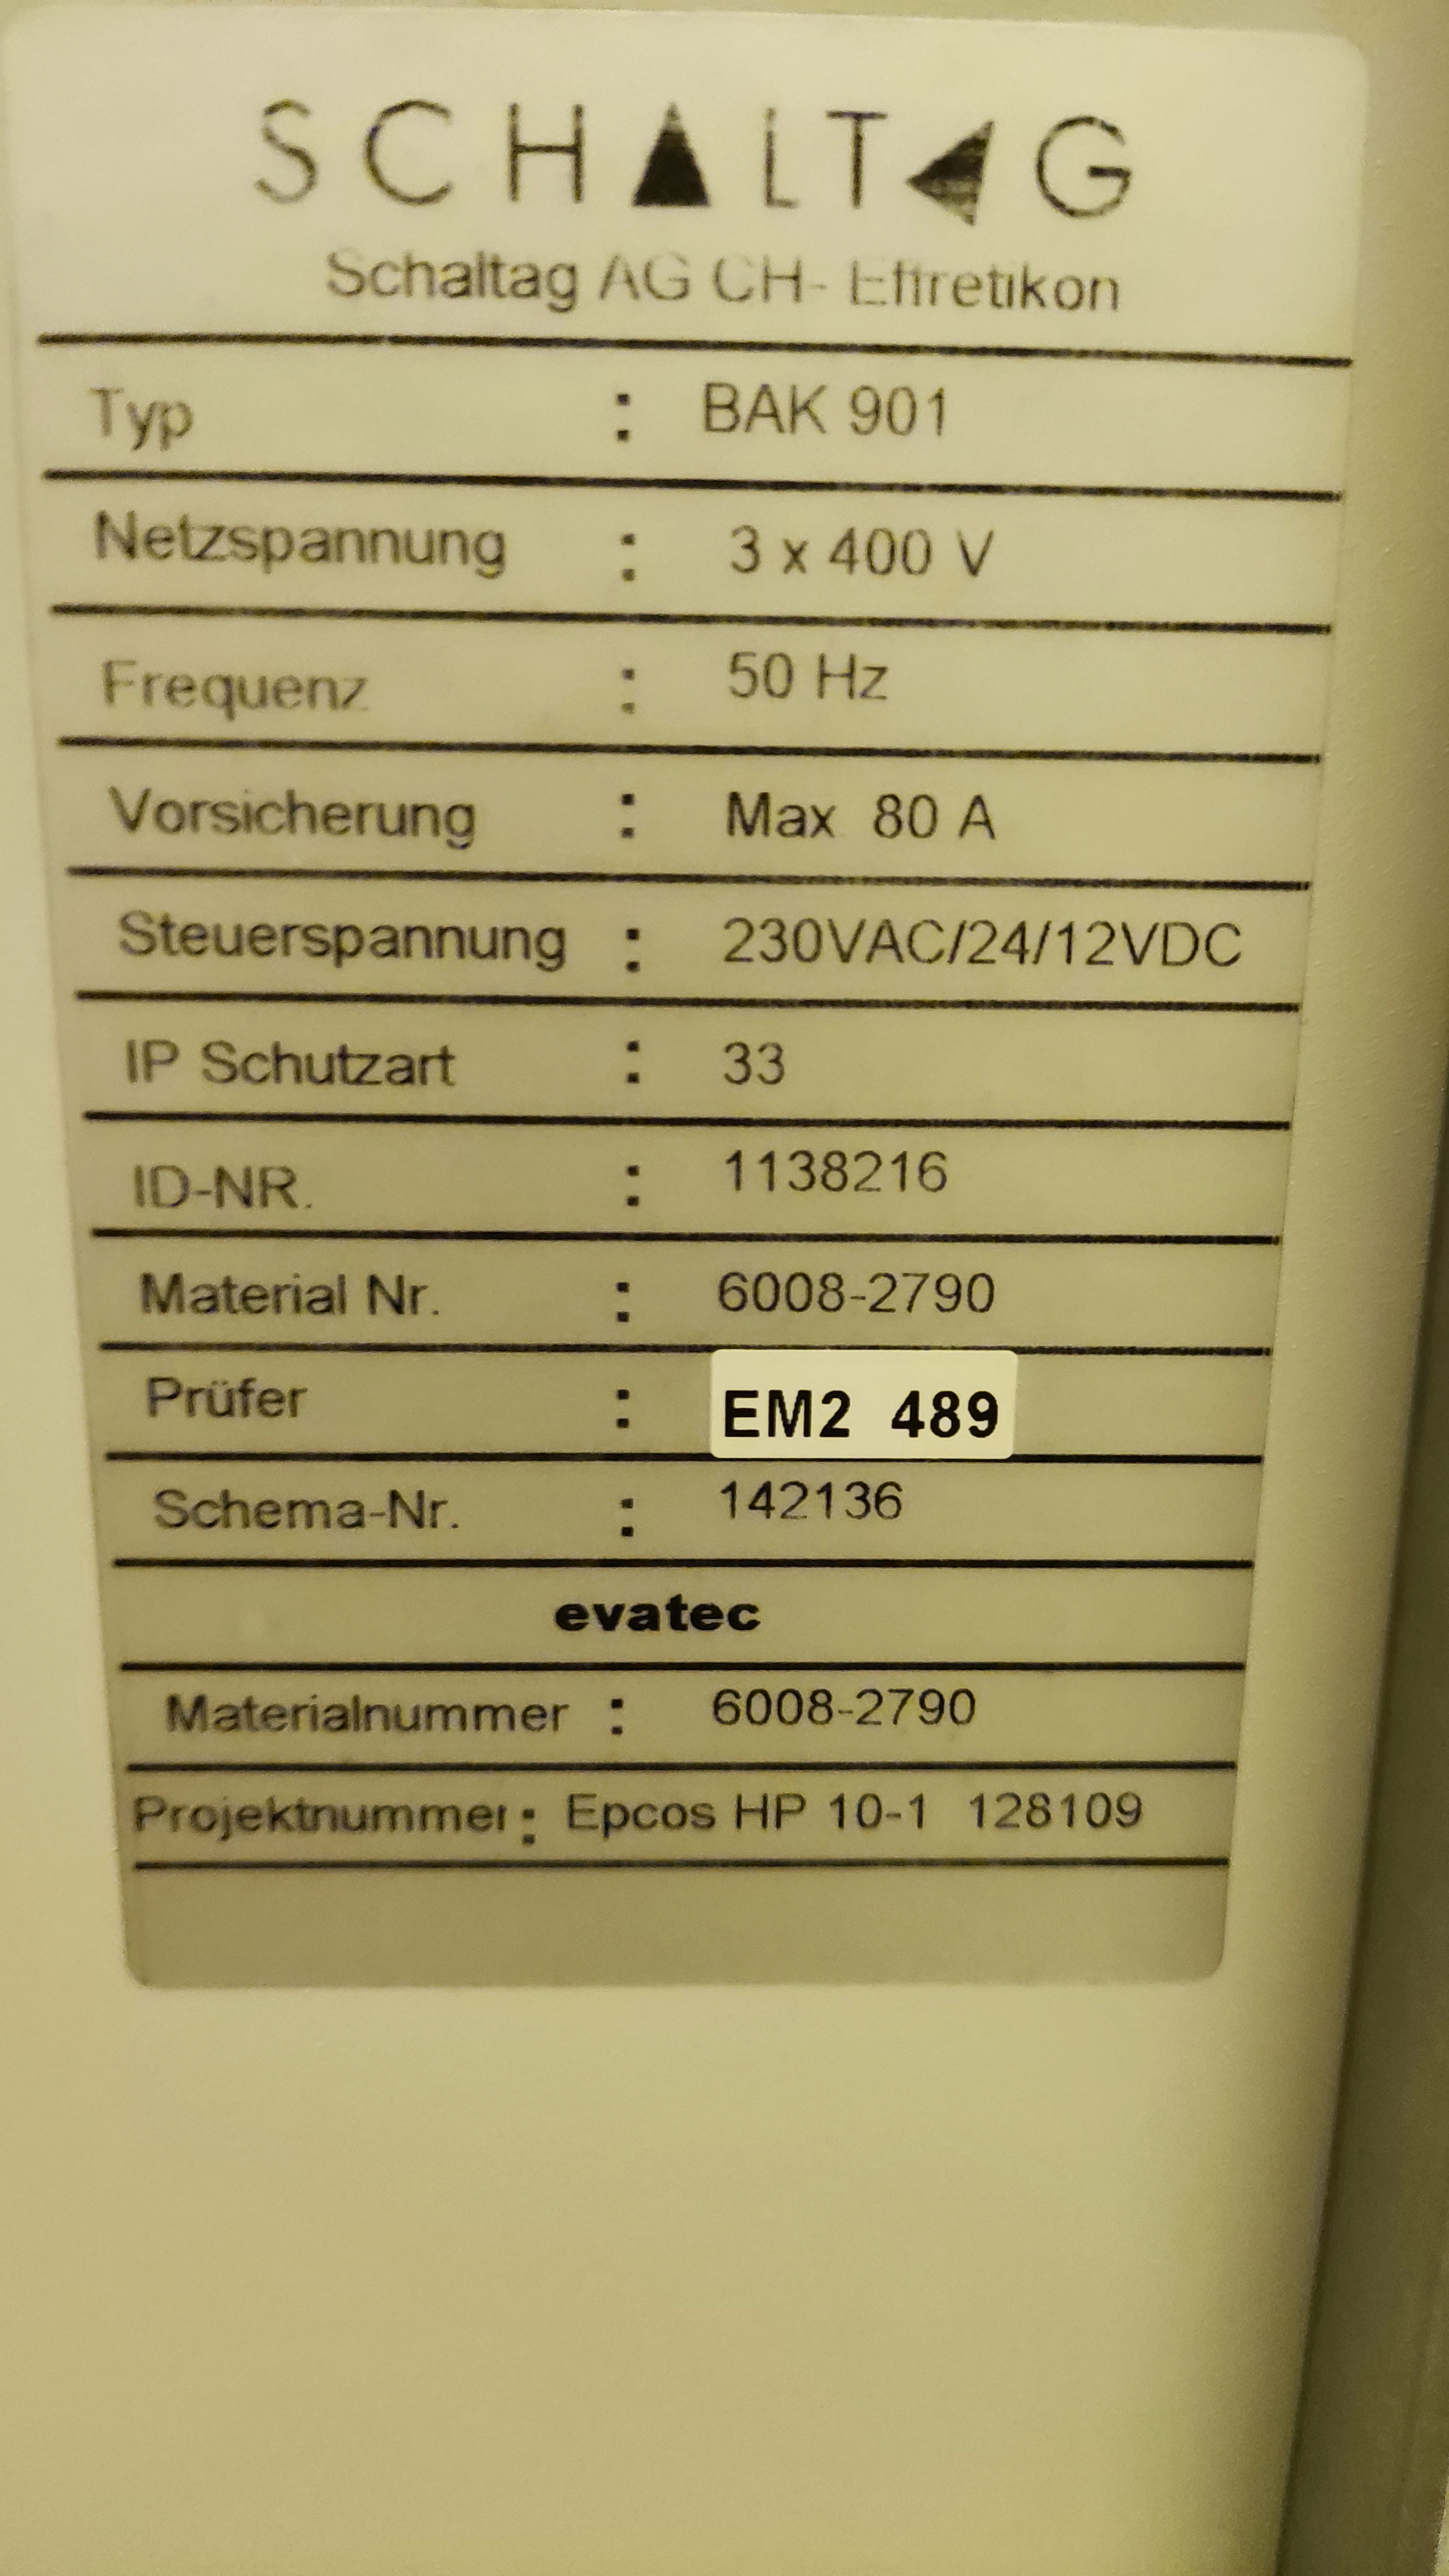 SCHALTAG
Schaltag AG CH- Effretikon
Typ : BAK 901
Netzspannung : 3 x 400 V
Frequenz : 50 Hz
Vorsicherung : Max 80 A
Steuerspannung : 230VAC/24/12VDC
IP Schutzart : 33
ID-NR. : 1138216
Material Nr. : 6008-2790
Prüfer : EM2 489
Schema-Nr. : 142136
evatec
Materialnummer : 6008-2790
Projektnummer : Epcos HP 10-1 128109